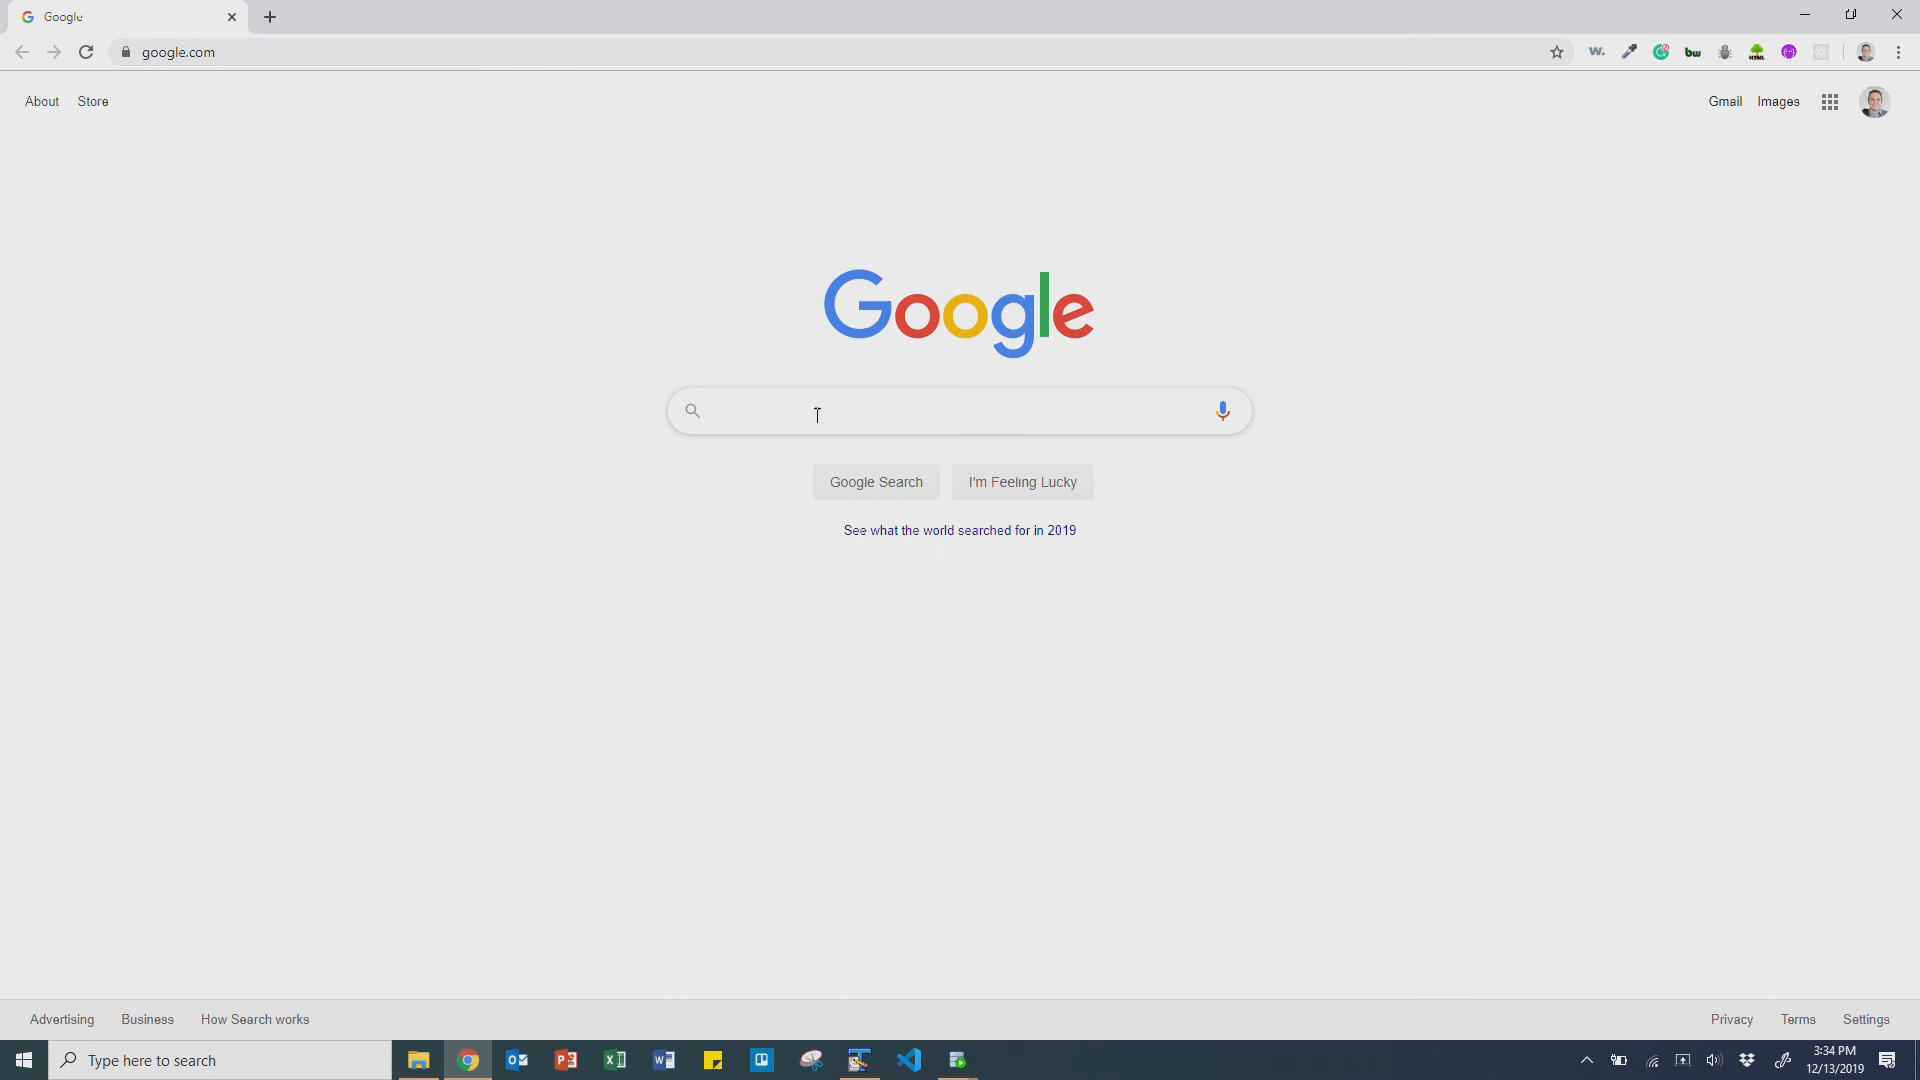 Google
google.com
About Store
Gmail Images
Google
Google Search I'm Feeling Lucky
See what the world searched for in 2019
Advertising Business How Search works
Privacy Terms Settings
Type here to search
3:34 PM
12/13/2019